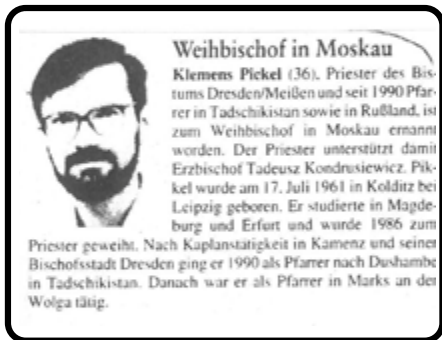 Weihbischof in Moskau
Klemens Pickel (36), Priester des Bis-
tums Dresden/Meißen und seit 1990 Pfar-
rer in Tadschikistan sowie in Rußland, ist
zum Weihbischof in Moskau ernannt
worden. Der Priester unterstützt damit
Erzbischof Tadeusz Kondrusiewicz. Pik-
kel wurde am 17. Juli 1961 in Kolditz bei
Leipzig geboren. Er studierte in Magde-
burg und Erfurt und wurde 1986 zum
Priester geweiht. Nach Kaplanstätigkeit in Kamenz und seiner
Bischofsstadt Dresden ging er 1990 als Pfarrer nach Dushambe
in Tadschikistan. Danach war er als Pfarrer in Marks an der
Wolga tätig.